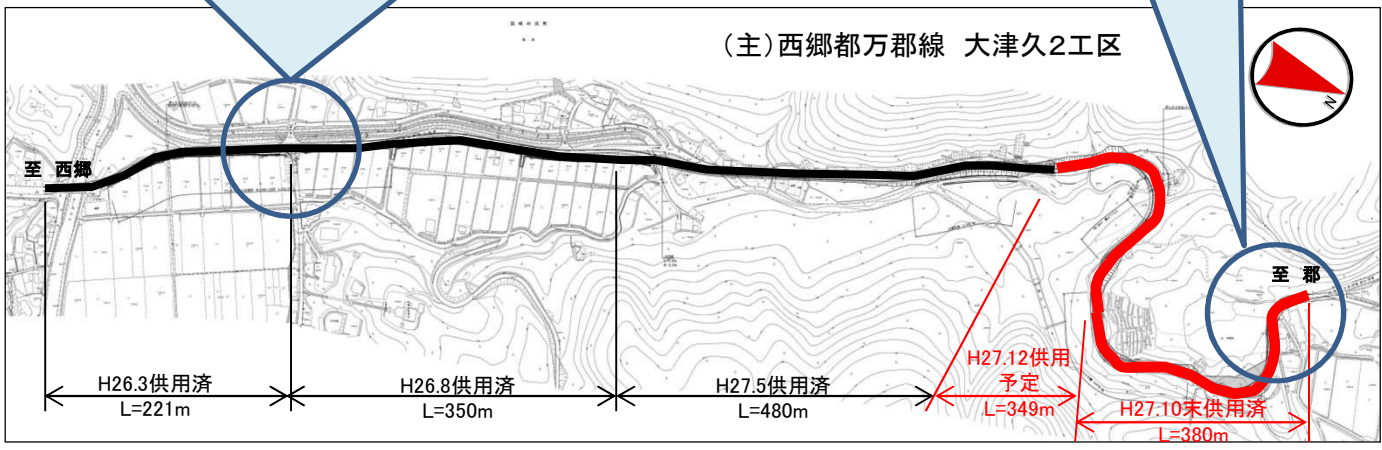 (主)西郷都万郡線 大津久2工区
N
至 西郷
至 郡
H26.3供用済
L=221m
H26.8供用済
L=350m
H27.5供用済
L=480m
H27.12供用
予定
L=349m
H27.10末供用済
L=380m